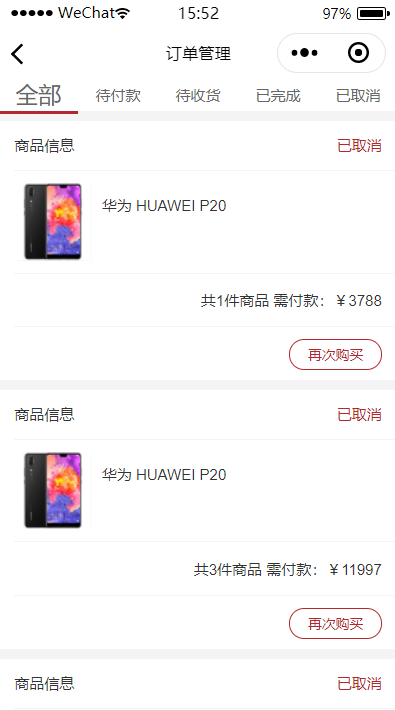 WeChat 15:52 97%
订单管理
全部 待付款 待收货 已完成 已取消
商品信息 已取消
华为 HUAWEI P20
共1件商品 需付款：￥3788
再次购买
商品信息 已取消
华为 HUAWEI P20
共3件商品 需付款：￥11997
再次购买
商品信息 已取消